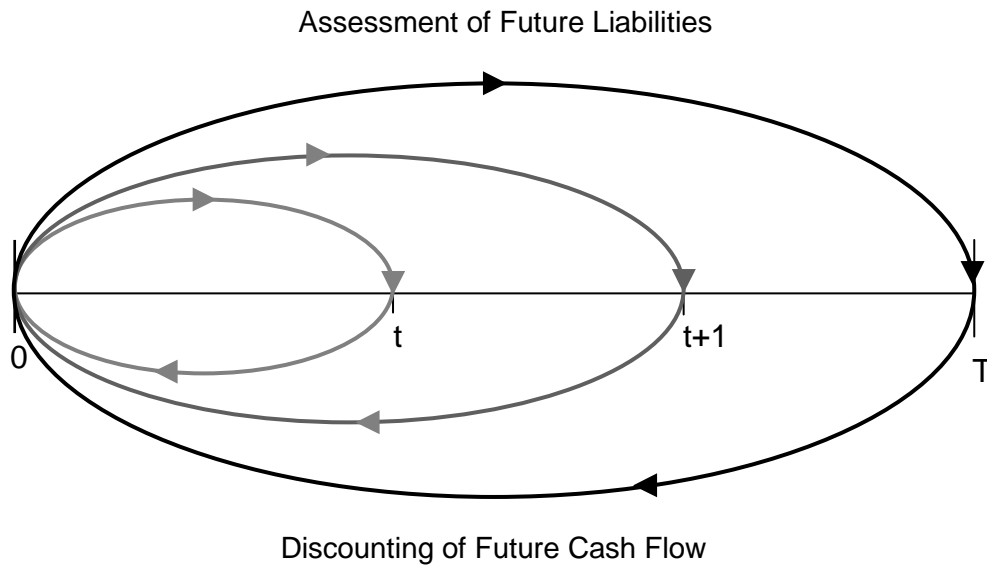 Assessment of Future Liabilities
t
t+1
0
T
Discounting of Future Cash Flow